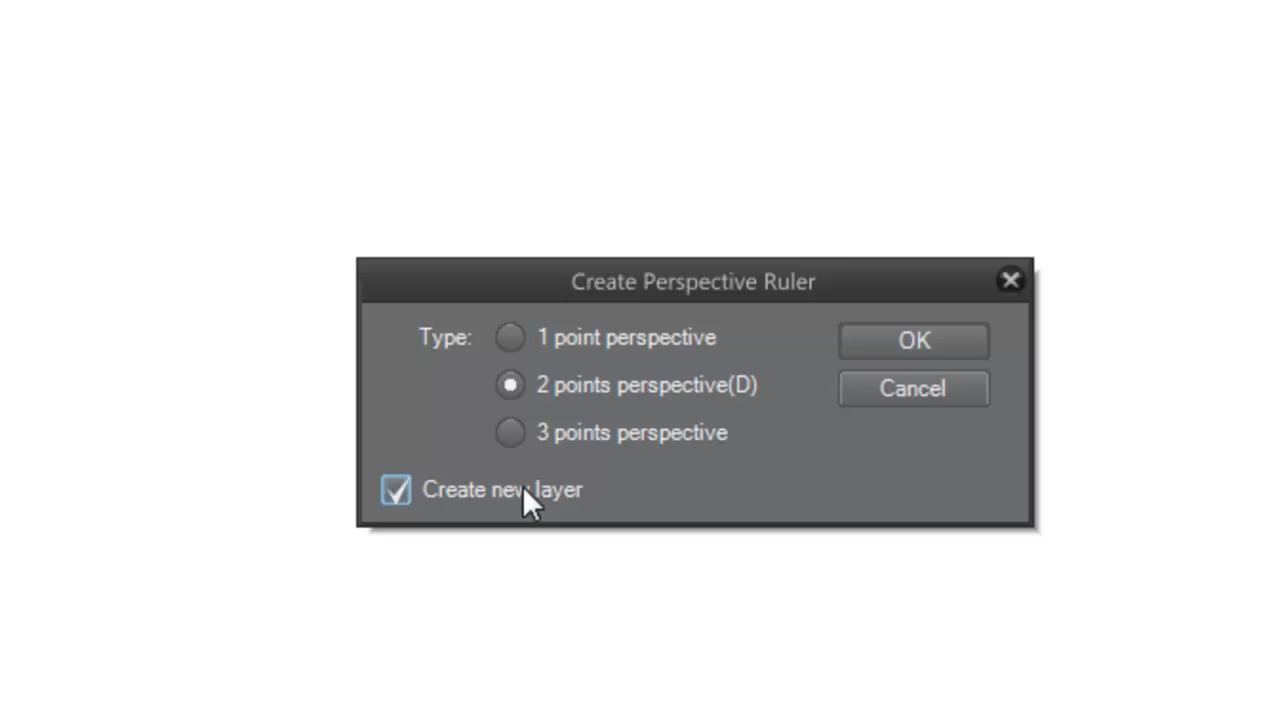 Create Perspective Ruler
Type: 1 point perspective
OK
2 points perspective(D)
Cancel
3 points perspective
Create new layer